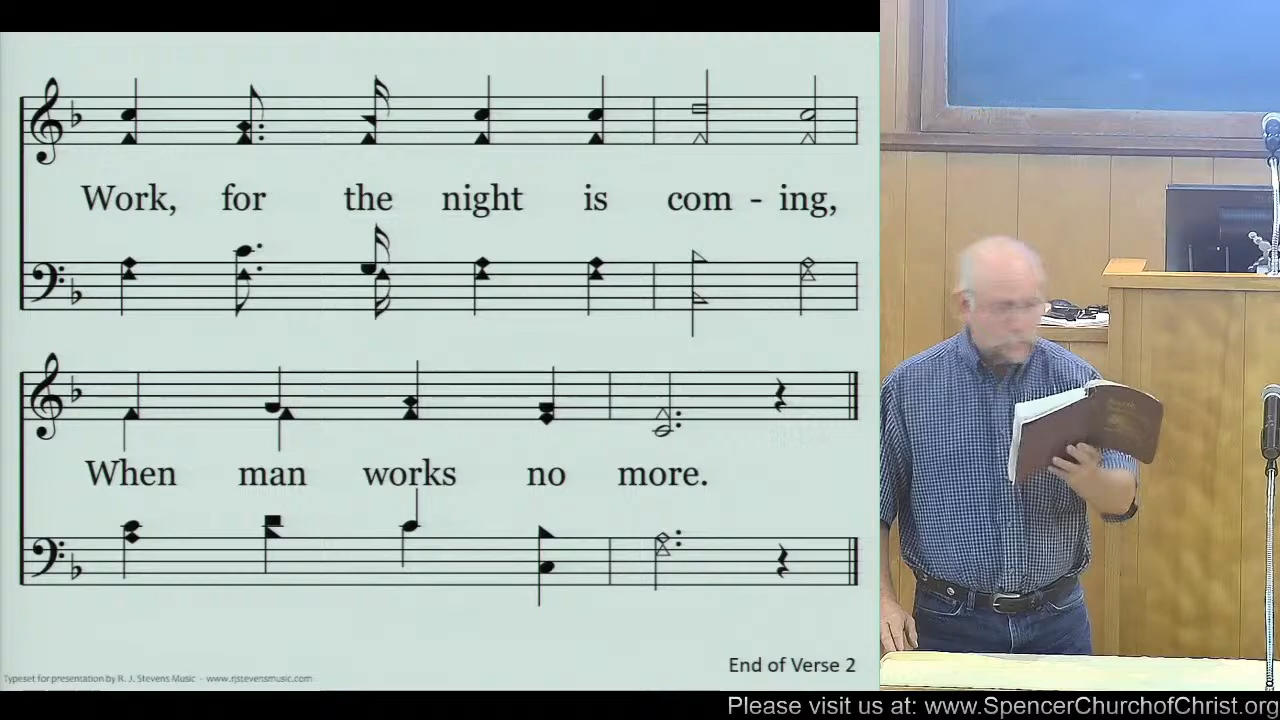 Work, for the night is com - ing,
When man works no more.
End of Verse 2
Typeset for presentation by R. J. Stevens Music - www.rjstevensmusic.com
Please visit us at: www.SpencerChurchofChrist.org